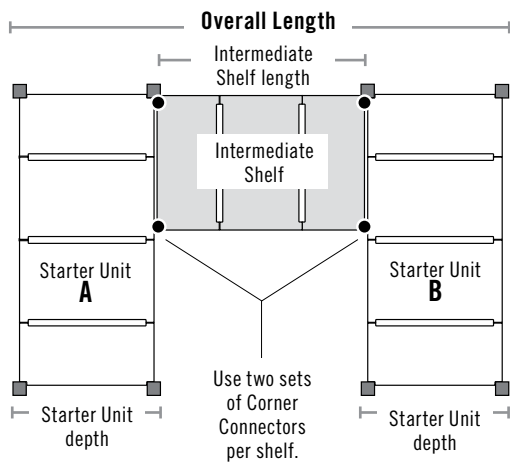 Overall Length
Intermediate
Shelf length
Intermediate
Shelf
Starter Unit
A
Starter Unit
B
Use two sets
of Corner
Connectors
per shelf.
Starter Unit
depth
Starter Unit
depth